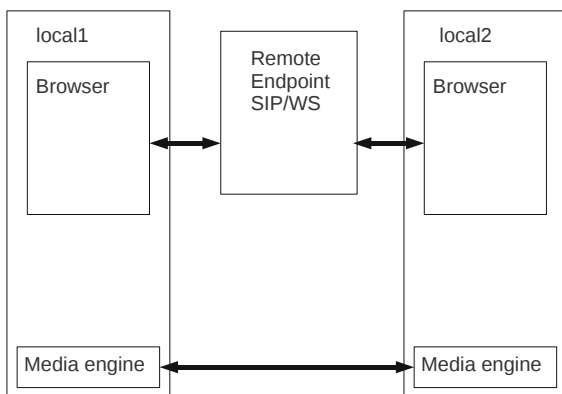 local1
Browser
Remote
Endpoint
SIP/WS
local2
Browser
Media engine
Media engine